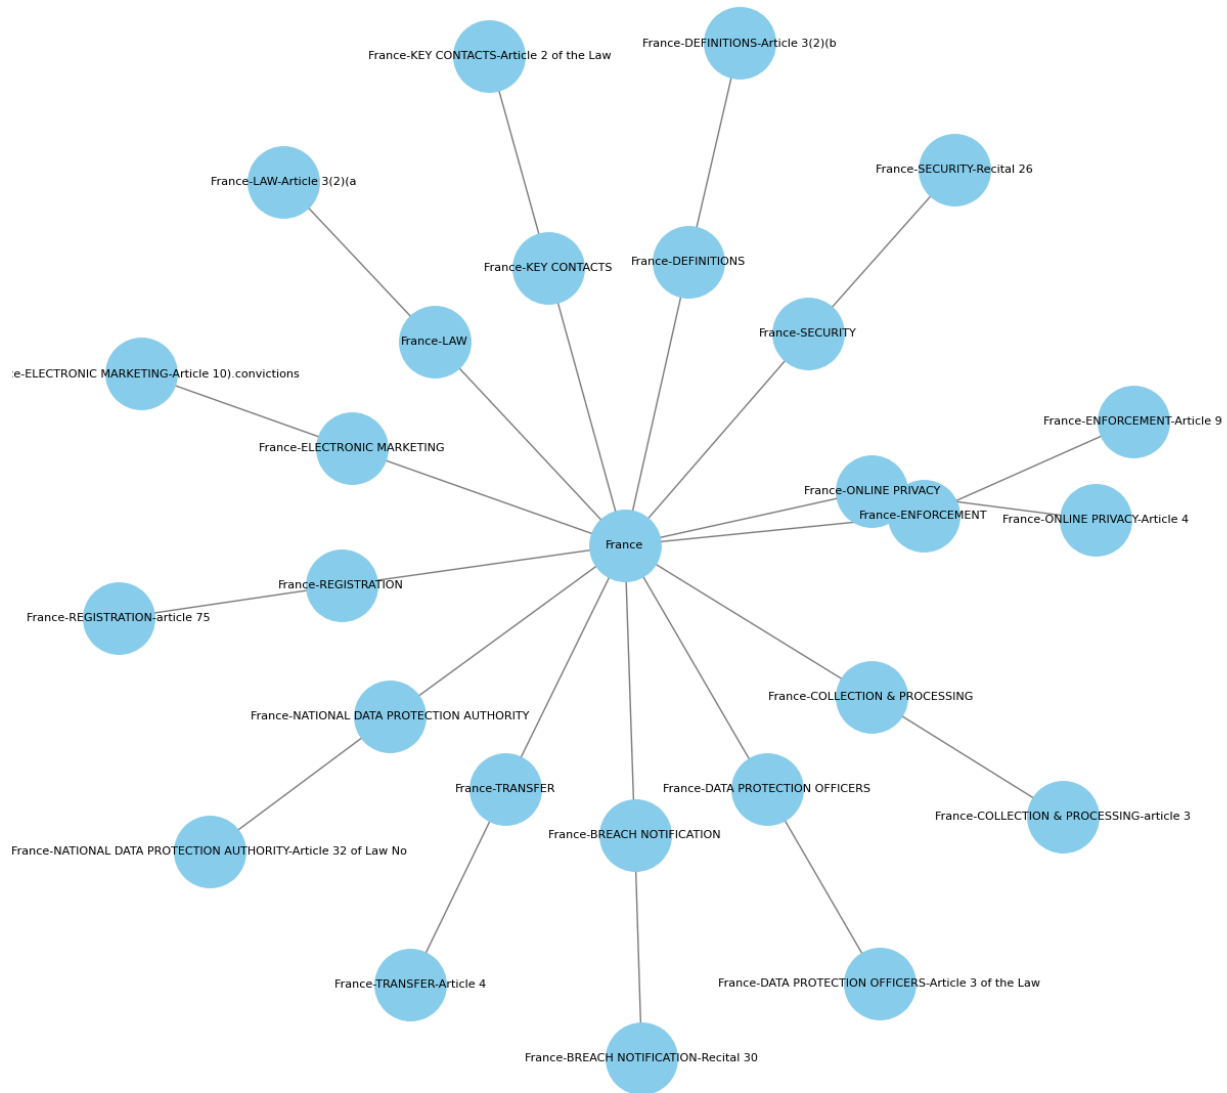 France-DEFINITIONS-Article 3(2)(b
France-KEY CONTACTS-Article 2 of the Law
France-SECURITY-Recital 26
France-LAW-Article 3(2)(a
France-DEFINITIONS
France-KEY CONTACTS
France-SECURITY
France-LAW
:e-ELECTRONIC MARKETING-Article 10).convictions
France-ENFORCEMENT-Article 9
France-ELECTRONIC MARKETING
France-ONLINE PRIVACY
France-ENFORCEMENT
France-ONLINE PRIVACY-Article 4
France
France-REGISTRATION
France-REGISTRATION-article 75
France-COLLECTION & PROCESSING
France-NATIONAL DATA PROTECTION AUTHORITY
France-TRANSFER
France-DATA PROTECTION OFFICERS
France-COLLECTION & PROCESSING-article 3
France-BREACH NOTIFICATION
France-NATIONAL DATA PROTECTION AUTHORITY-Article 32 of Law No
France-DATA PROTECTION OFFICERS-Article 3 of the Law
France-TRANSFER-Article 4
France-BREACH NOTIFICATION-Recital 30